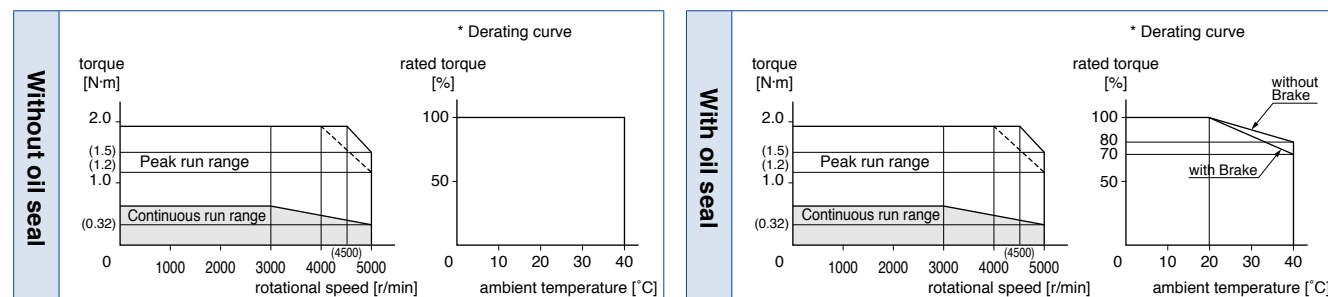 Without oil seal
* Derating curve
torque
[N·m]
rated torque
[%]
2.0
(1.5)
(1.2)
1.0
(0.32)
0
Peak run range
Continuous run range
1000 2000 3000 4000 (4500) 5000
rotational speed [r/min]
100
50
0 10 20 30 40
ambient temperature [˚C]
With oil seal
* Derating curve
torque
[N·m]
rated torque
[%]
2.0
(1.5)
(1.2)
1.0
(0.32)
0
Peak run range
Continuous run range
1000 2000 3000 4000 (4500) 5000
rotational speed [r/min]
without
Brake
100
80
70
50
with Brake
0 10 20 30 40
ambient temperature [˚C]